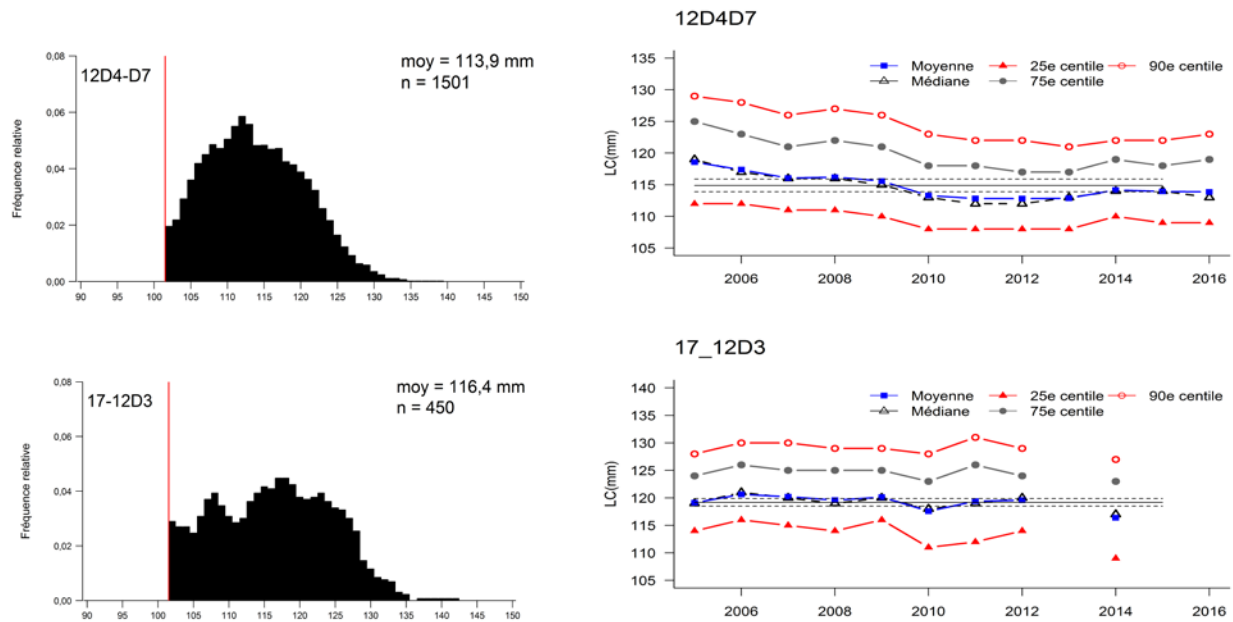 12D4-D7
moy = 113,9 mm
n = 1501
Fréquence relative
0,08
0,06
0,04
0,02
0,00
90 95 100 101 105 110 115 120 125 130 135 140 145 150
12D4D7
Moyenne 25e centile 90e centile
Médiane 75e centile
LC(mm)
135
130
125
120
115
110
105
2006 2008 2010 2012 2014 2016
17-12D3
moy = 116,4 mm
n = 450
Fréquence relative
0,08
0,06
0,04
0,02
0,00
90 95 100 101 105 110 115 120 125 130 135 140 145 150
17_12D3
Moyenne 25e centile 90e centile
Médiane 75e centile
LC(mm)
140
135
130
125
120
115
110
105
2006 2008 2010 2012 2014 2016